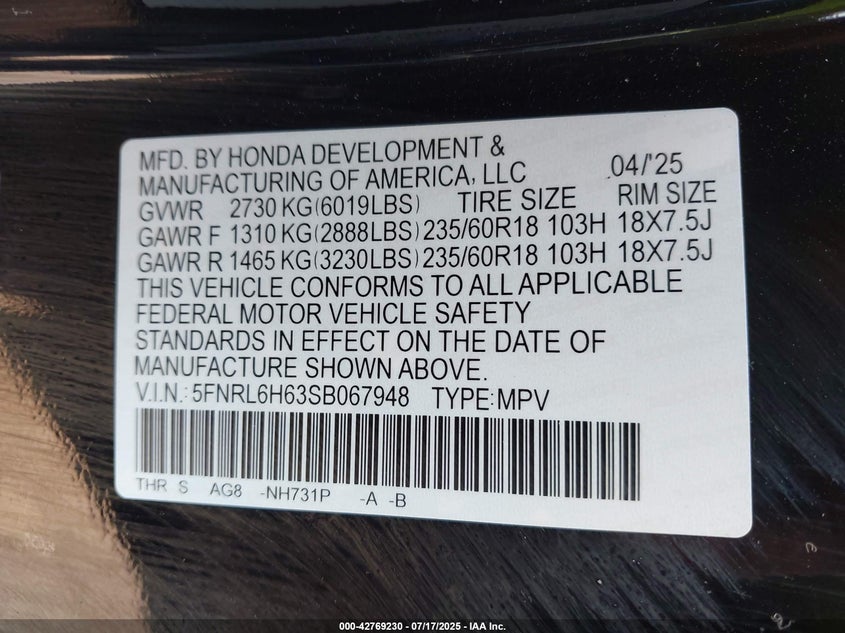 MFD. BY HONDA DEVELOPMENT & 04/'25
MANUFACTURING OF AMERICA, LLC
GVWR 2730 KG(6019LBS) TIRE SIZE RIM SIZE
GAWR F 1310 KG(2888LBS) 235/60R18 103H 18X7.5J
GAWR R 1465 KG(3230LBS) 235/60R18 103H 18X7.5J
THIS VEHICLE CONFORMS TO ALL APPLICABLE
FEDERAL MOTOR VEHICLE SAFETY
STANDARDS IN EFFECT ON THE DATE OF
MANUFACTURE SHOWN ABOVE.
V.I.N.: 5FNRL6H63SB067948 TYPE: MPV
THR S AG8 -NH731P -A -B
000-42769230 - 07/17/2025 - IAA Inc.